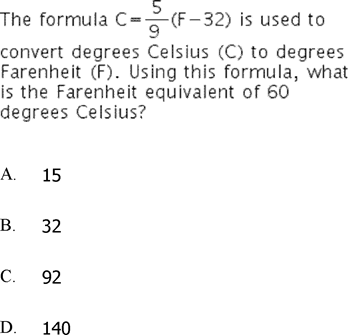 The formula C=5/9(F-32) is used to
convert degrees Celsius (C) to degrees
Farenheit (F). Using this formula, what
is the Farenheit equivalent of 60
degrees Celsius?
A. 15
B. 32
C. 92
D. 140